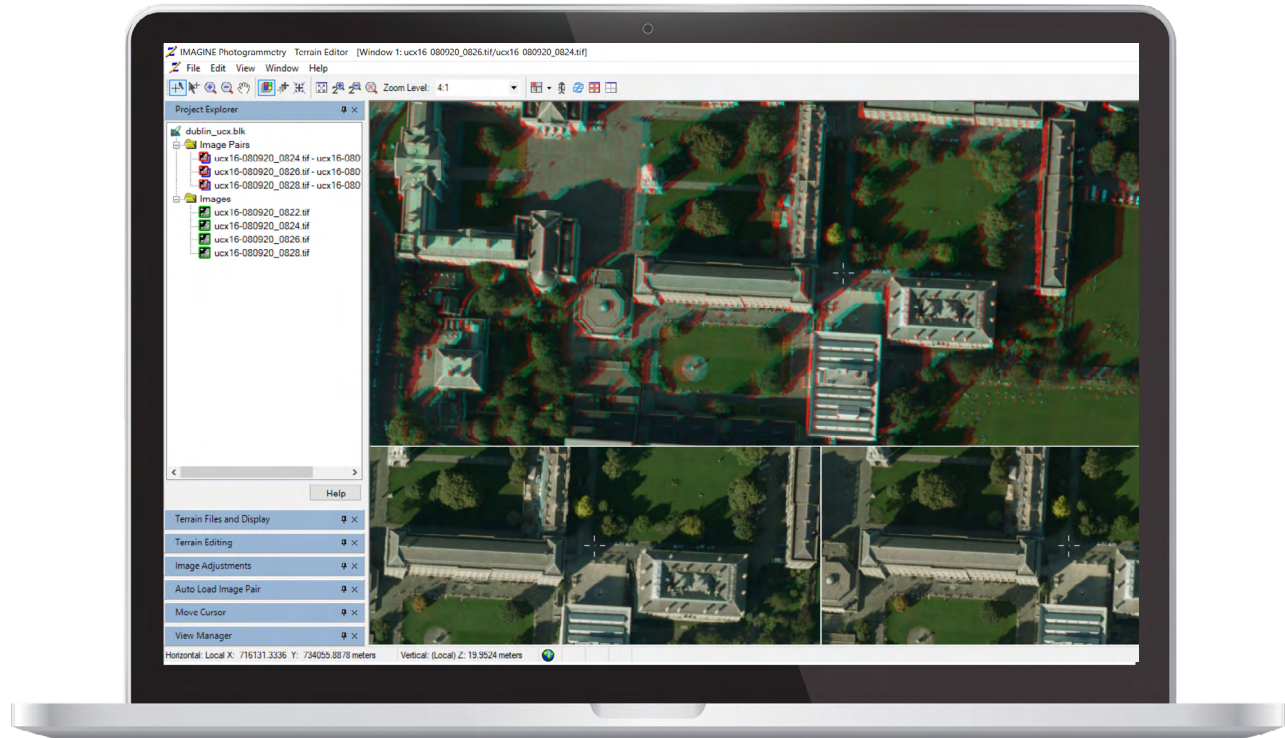 IMAGINE Photogrammetry Terrain Editor [Window 1: ucx16 080920_0826.tif/ucx16 080920_0824.tif]
File Edit View Window Help
Zoom Level: 4:1
Project Explorer
dublin_ucx.blk
Image Pairs
ucx16-080920_0824.tif - ucx16-080
ucx16-080920_0826.tif - ucx16-080
ucx16-080920_0828.tif - ucx16-080
Images
ucx16-080920_0822.tif
ucx16-080920_0824.tif
ucx16-080920_0826.tif
ucx16-080920_0828.tif
Help
Terrain Files and Display
Terrain Editing
Image Adjustments
Auto Load Image Pair
Move Cursor
View Manager
Horizontal: Local X: 716131.3336 Y: 734055.8878 meters Vertical: (Local) Z: 19.9524 meters